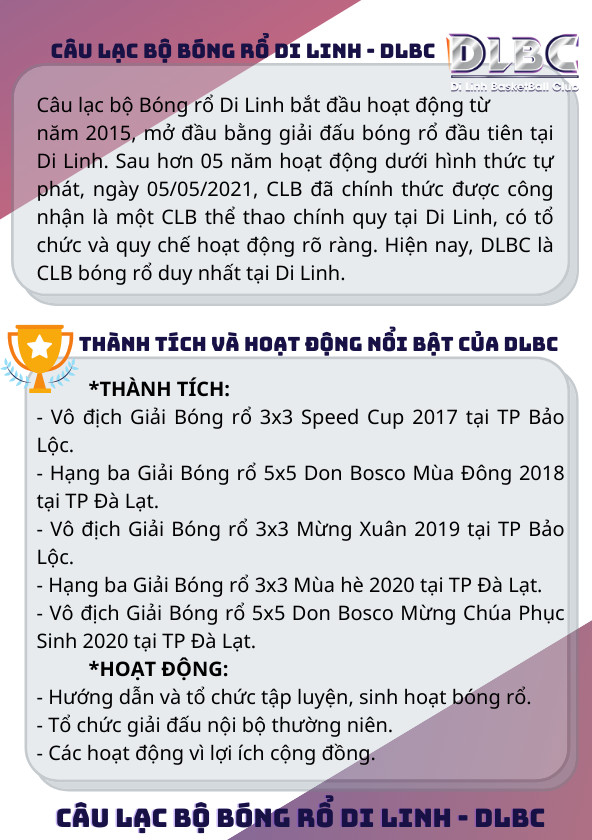 CÂU LẠC BỘ BÓNG RỔ DI LINH - DLBC
DLBC
Di Linh BasketBall Club
Câu lạc bộ Bóng rổ Di Linh bắt đầu hoạt động từ
năm 2015, mở đầu bằng giải đấu bóng rổ đầu tiên tại
Di Linh. Sau hơn 05 năm hoạt động dưới hình thức tự
phát, ngày 05/05/2021, CLB đã chính thức được công
nhận là một CLB thể thao chính quy tại Di Linh, có tổ
chức và quy chế hoạt động rõ ràng. Hiện nay, DLBC là
CLB bóng rổ duy nhất tại Di Linh.
THÀNH TÍCH VÀ HOẠT ĐỘNG NỔI BẬT CỦA DLBC
*THÀNH TÍCH:
- Vô địch Giải Bóng rổ 3x3 Speed Cup 2017 tại TP Bảo
Lộc.
- Hạng ba Giải Bóng rổ 5x5 Don Bosco Mùa Đông 2018
tại TP Đà Lạt.
- Vô địch Giải Bóng rổ 3x3 Mừng Xuân 2019 tại TP Bảo
Lộc.
- Hạng ba Giải Bóng rổ 3x3 Mùa hè 2020 tại TP Đà Lạt.
- Vô địch Giải Bóng rổ 5x5 Don Bosco Mừng Chúa Phục
Sinh 2020 tại TP Đà Lạt.
*HOẠT ĐỘNG:
- Hướng dẫn và tổ chức tập luyện, sinh hoạt bóng rổ.
- Tổ chức giải đấu nội bộ thường niên.
- Các hoạt động vì lợi ích cộng đồng.
CÂU LẠC BỘ BÓNG RỔ DI LINH - DLBC